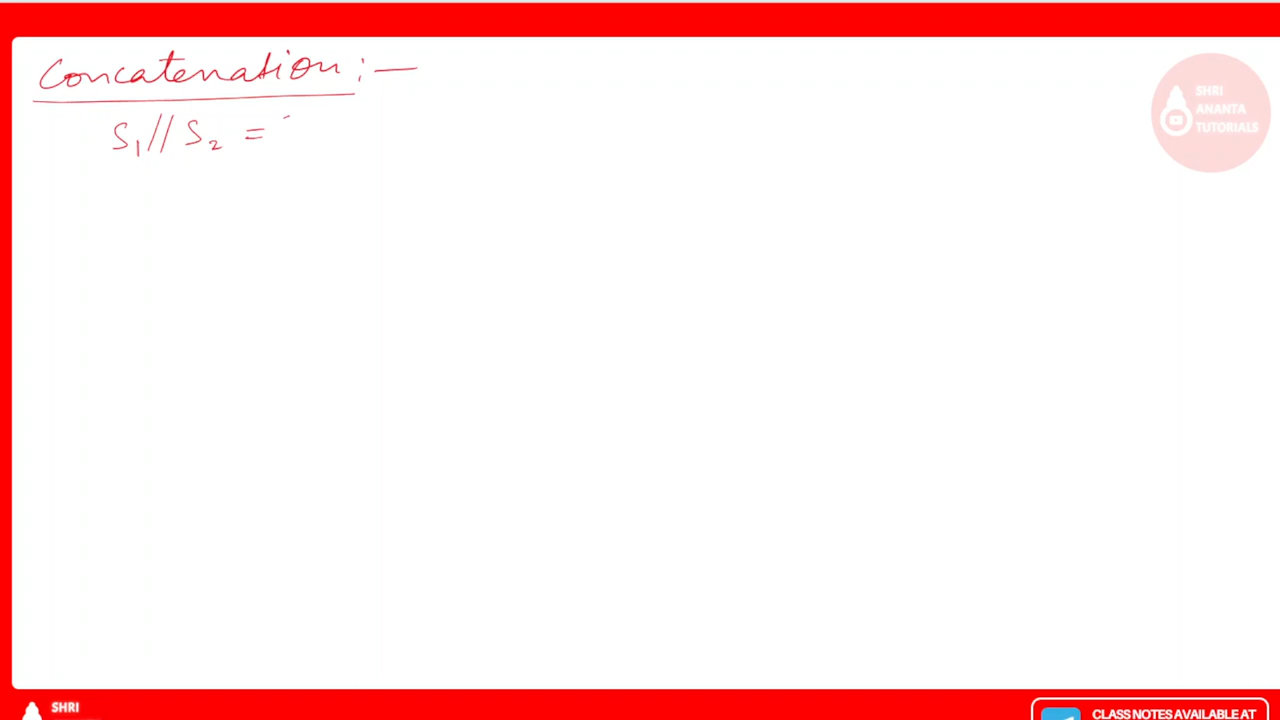 Concatenation :—
S₁ // S₂ =
SHRI
ANANTA
TUTORIALS
SHRI
CLASS NOTES AVAILABLE AT